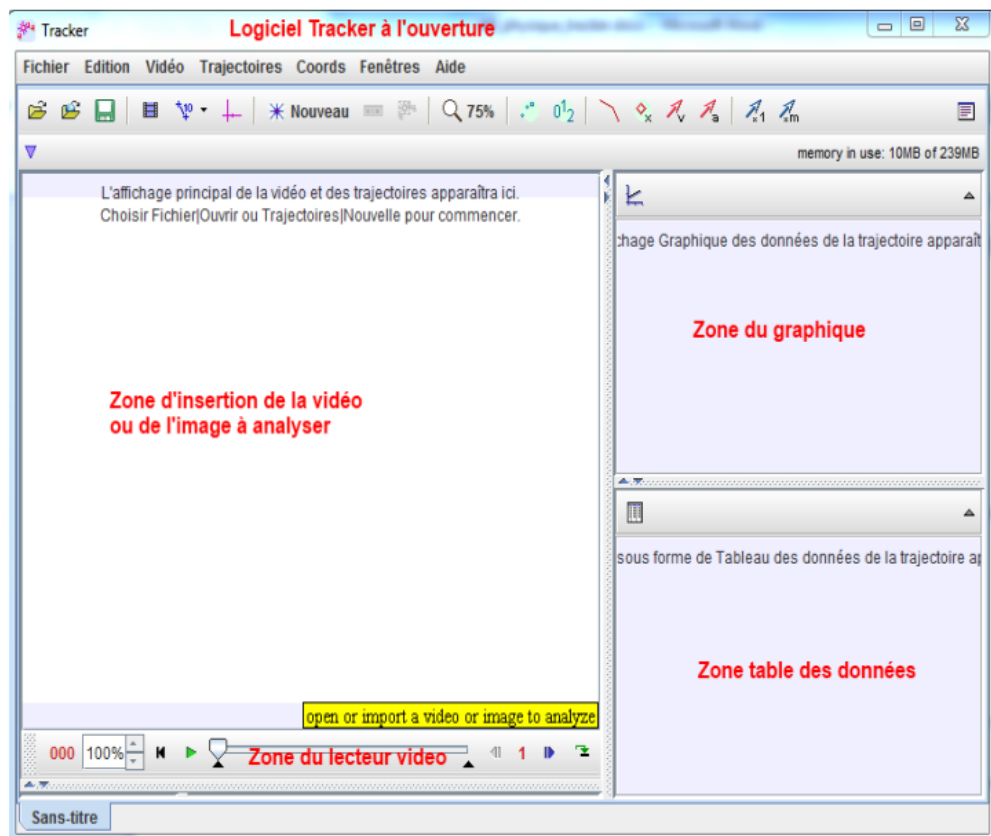 Tracker
Logiciel Tracker à l'ouverture
Fichier Edition Vidéo Trajectoires Coords Fenêtres Aide
Nouveau 75%
memory in use: 10MB of 239MB
L'affichage principal de la vidéo et des trajectoires apparaîtra ici.
Choisir Fichier|Ouvrir ou Trajectoires|Nouvelle pour commencer.
chage Graphique des données de la trajectoire apparaît
Zone du graphique
Zone d'insertion de la vidéo
ou de l'image à analyser
sous forme de Tableau des données de la trajectoire ap
Zone table des données
open or import a video or image to analyze
000 100% Zone du lecteur video 1
Sans-titre